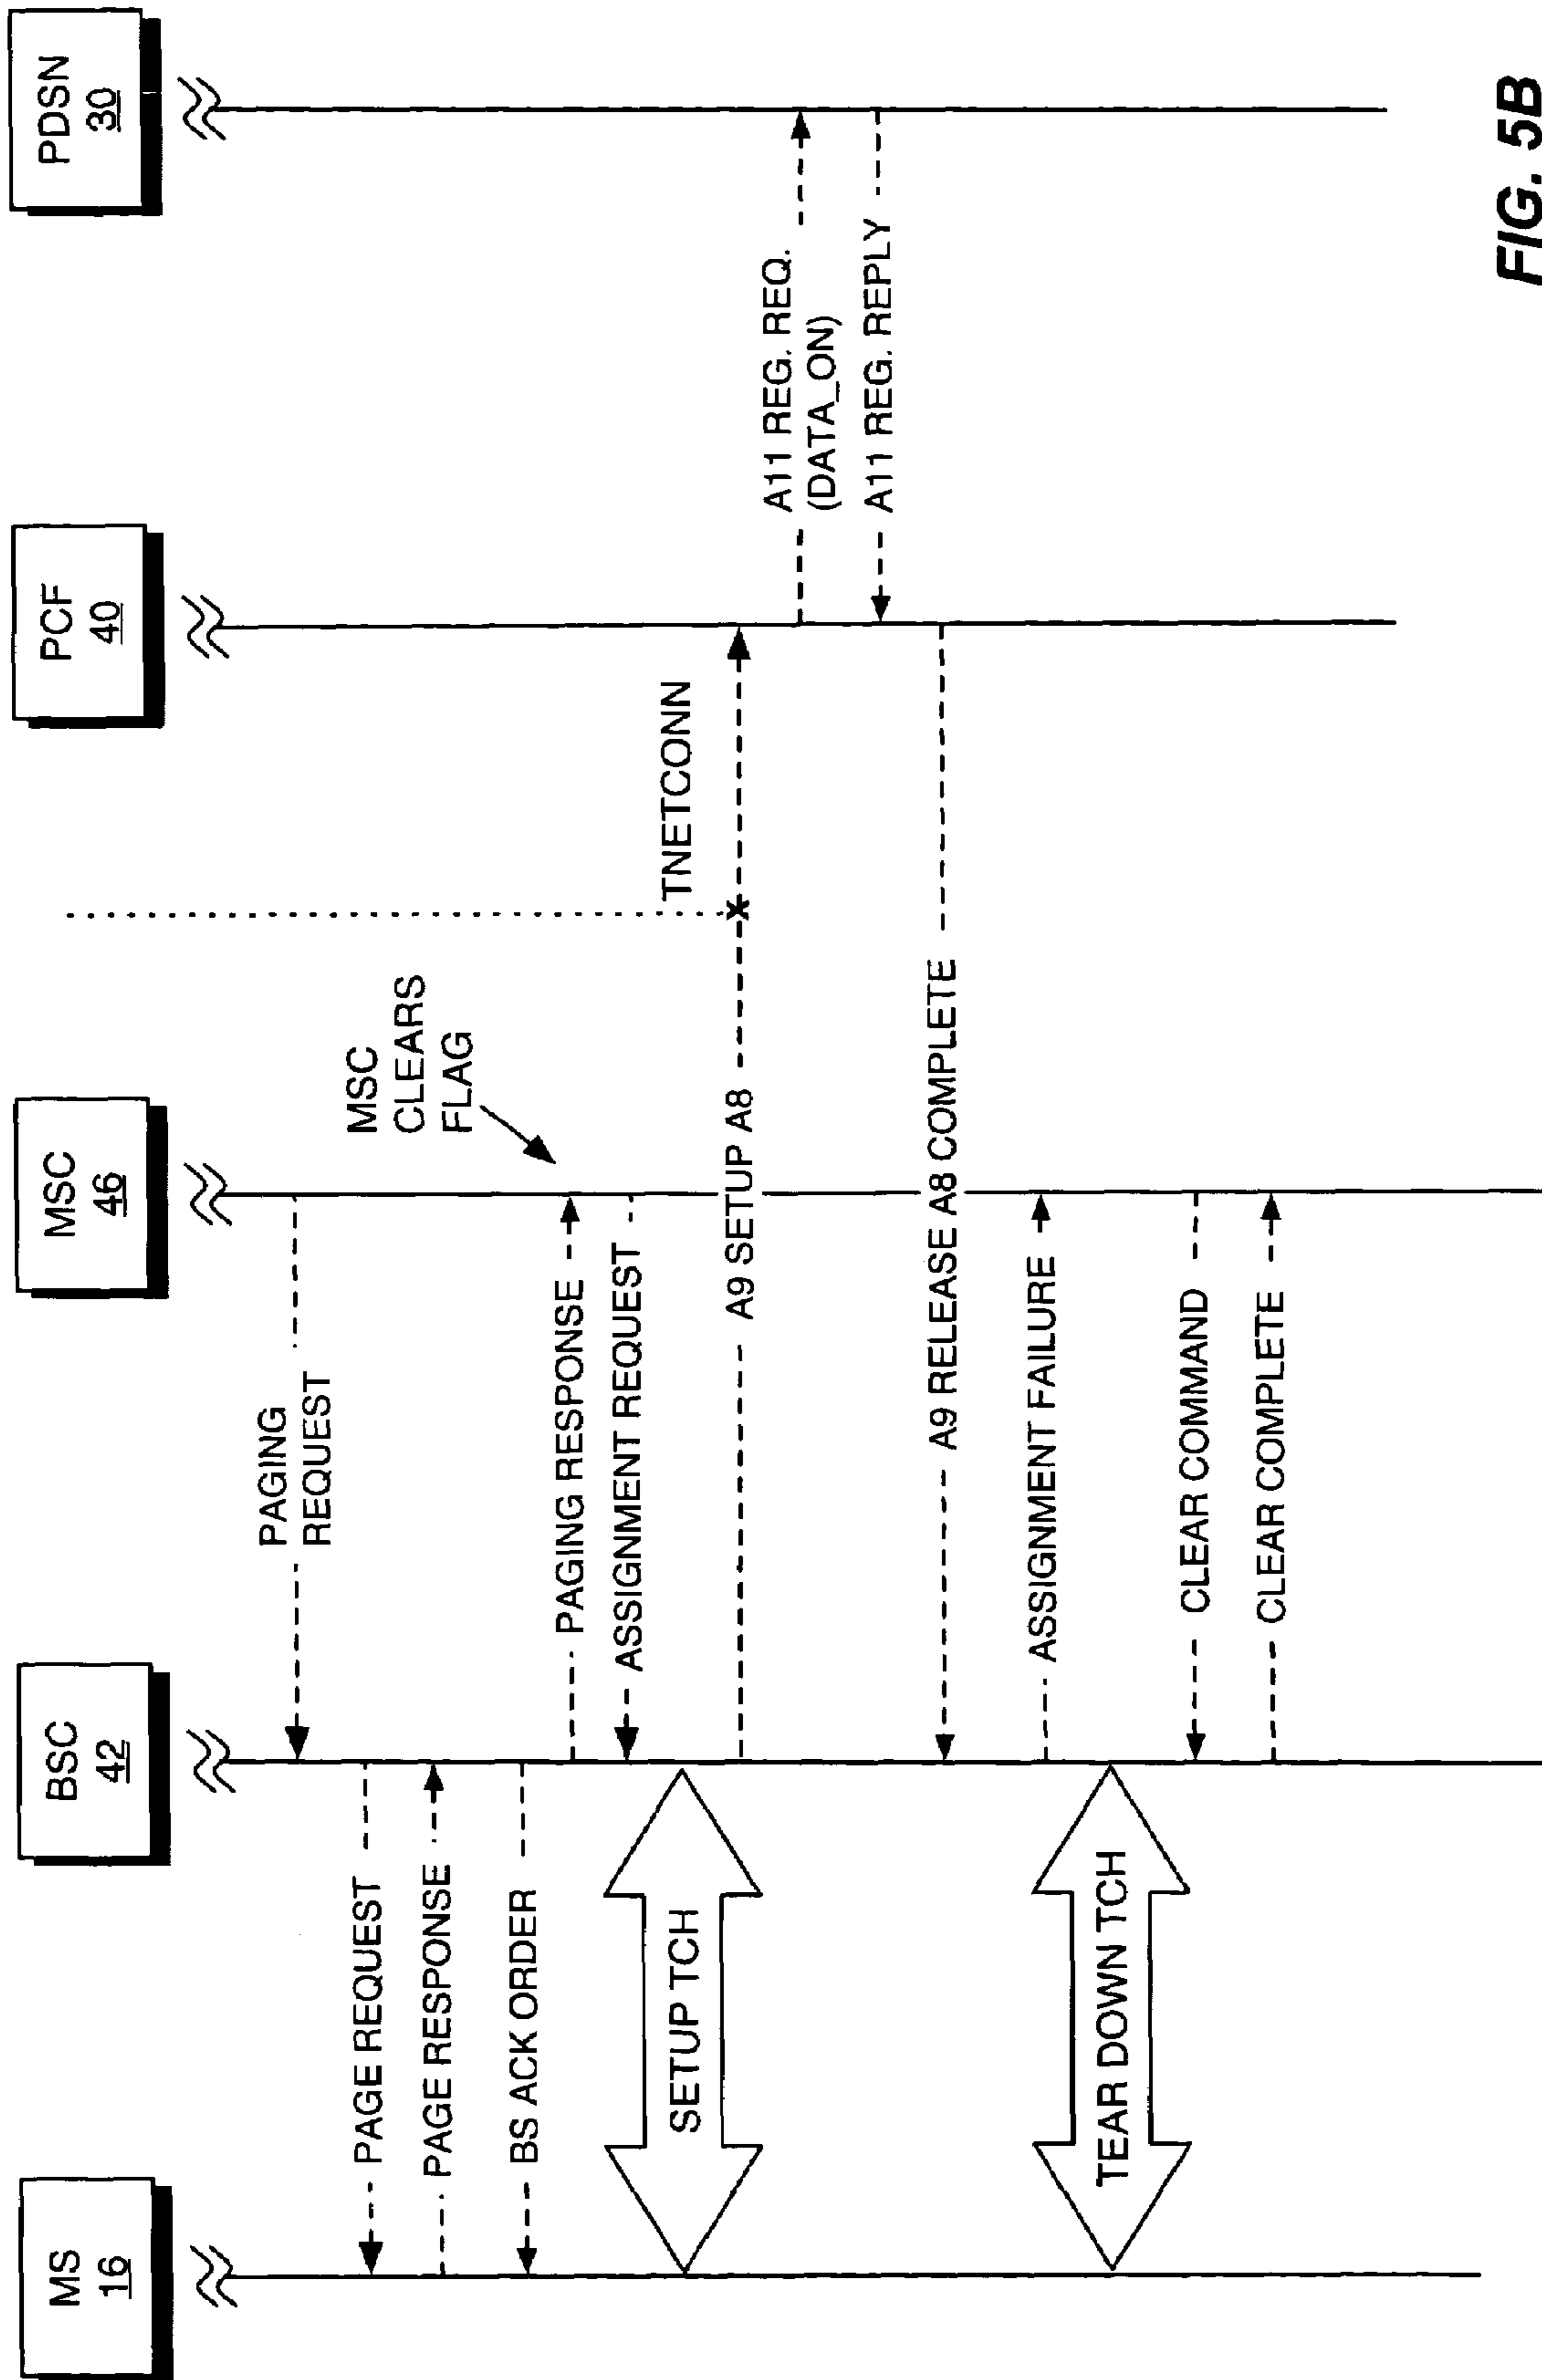 MS
16
BSC
42
MSC
46
PCF
40
PDSN
30
PAGING
REQUEST
PAGE REQUEST
PAGE RESPONSE
MSC
CLEARS
FLAG
BS ACK ORDER
PAGING RESPONSE
ASSIGNMENT REQUEST
SETUP TCH
TNETCONN
A9 SETUP A8
A11 REG. REQ.
(DATA_ON)
A11 REG. REPLY
A9 RELEASE A8 COMPLETE
ASSIGNMENT FAILURE
TEAR DOWN TCH
CLEAR COMMAND
CLEAR COMPLETE
FIG. 5B